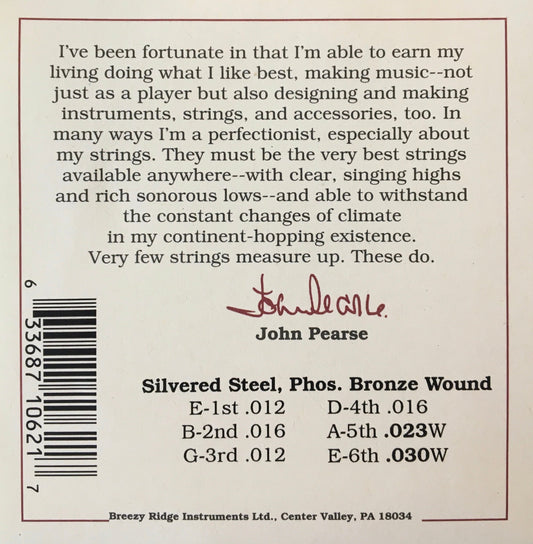 I've been fortunate in that I'm able to earn my
living doing what I like best, making music--not
just as a player but also designing and making
instruments, strings, and accessories, too. In
many ways I'm a perfectionist, especially about
my strings. They must be the very best strings
available anywhere--with clear, singing highs
and rich sonorous lows--and able to withstand
the constant changes of climate
in my continent-hopping existence.
Very few strings measure up. These do.
John Pearse
John Pearse
6 33687 10621 7
Silvered Steel, Phos. Bronze Wound
E-1st .012 D-4th .016
B-2nd .016 A-5th .023W
G-3rd .012 E-6th .030W
Breezy Ridge Instruments Ltd., Center Valley, PA 18034